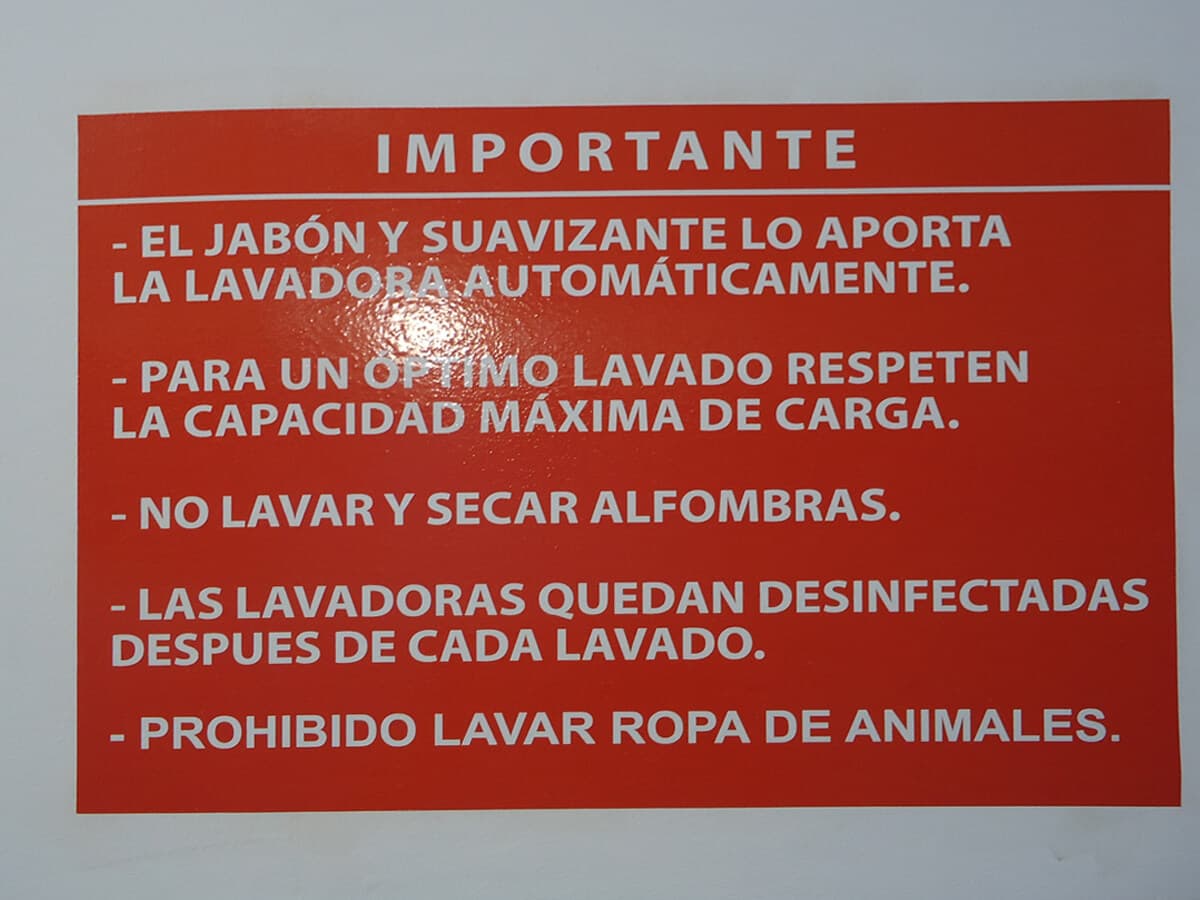 IMPORTANTE
- EL JABÓN Y SUAVIZANTE LO APORTA
LA LAVADORA AUTOMÁTICAMENTE.
- PARA UN ÓPTIMO LAVADO RESPETEN
LA CAPACIDAD MÁXIMA DE CARGA.
- NO LAVAR Y SECAR ALFOMBRAS.
- LAS LAVADORAS QUEDAN DESINFECTADAS
DESPUES DE CADA LAVADO.
- PROHIBIDO LAVAR ROPA DE ANIMALES.